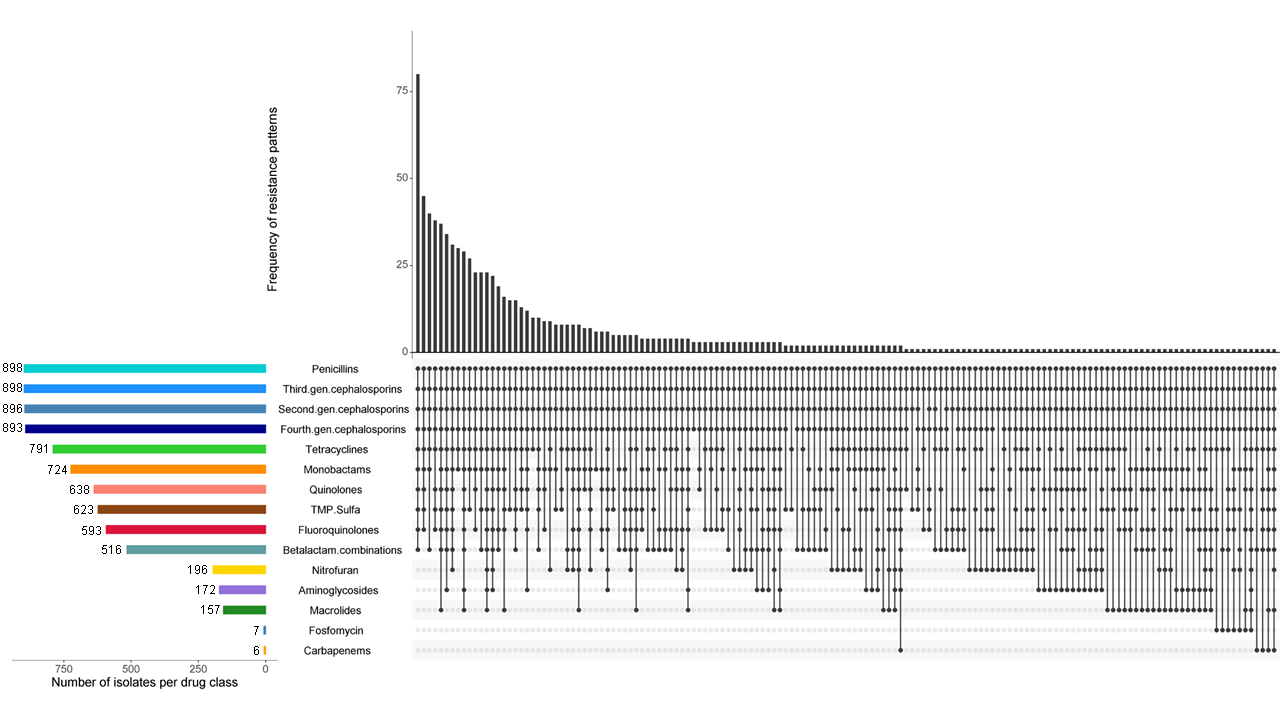 Frequency of resistance patterns
75
50
25
0
898 Penicillins
898 Third.gen.cephalosporins
896 Second.gen.cephalosporins
893 Fourth.gen.cephalosporins
791 Tetracyclines
724 Monobactams
638 Quinolones
623 TMP.Sulfa
593 Fluoroquinolones
516 Betalactam.combinations
196 Nitrofuran
172 Aminoglycosides
157 Macrolides
7 Fosfomycin
6 Carbapenems
750 500 250 0
Number of isolates per drug class